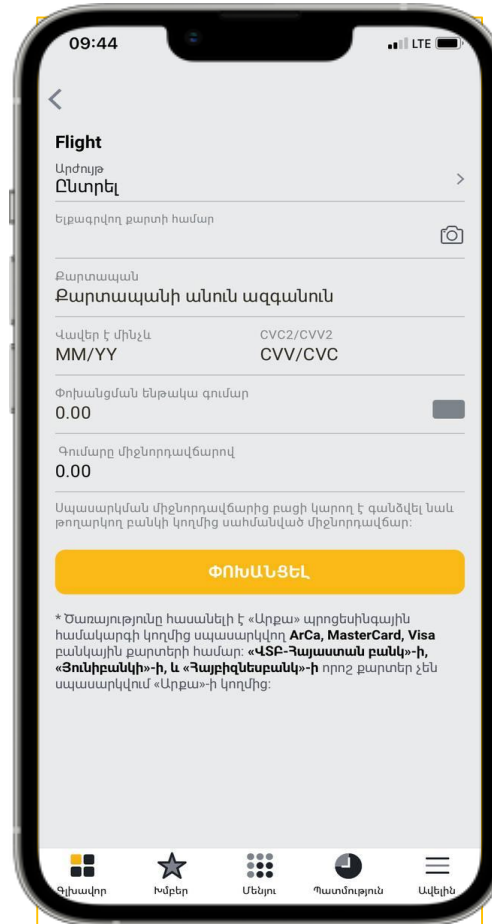 09:44
LTE
Flight
Արժույթ
Ընտրել
Ելքագրվող քարտի համար
Քարտապան
Քարտապանի անուն ազգանուն
Վավեր է մինչև
CVC2/CVV2
MM/YY
CVV/CVC
Փոխանցման ենթակա գումար
0.00
Գումարը միջնորդավճարով
0.00
Սպասարկման միջնորդավճարից բացի կարող է գանձվել նաև
թողարկող բանկի կողմից սահմանված միջնորդավճար:
ՓՈԽԱՆՑԵԼ
* Ծառայությունը հասանելի է «Արքա» պրոցեսինգային
համակարգի կողմից սպասարկվող ArCa, MasterCard, Visa
բանկային քարտերի համար: «ՎՏԲ-Հայաստան բանկ»-ի,
«Յունիբանկի»-ի, և «Հայբիզնեսբանկ»-ի որոշ քարտեր չեն
սպասարկվում «Արքա»-ի կողմից:
Գլխավոր
Խմբեր
Մենյու
Պատմություն
Ավելին